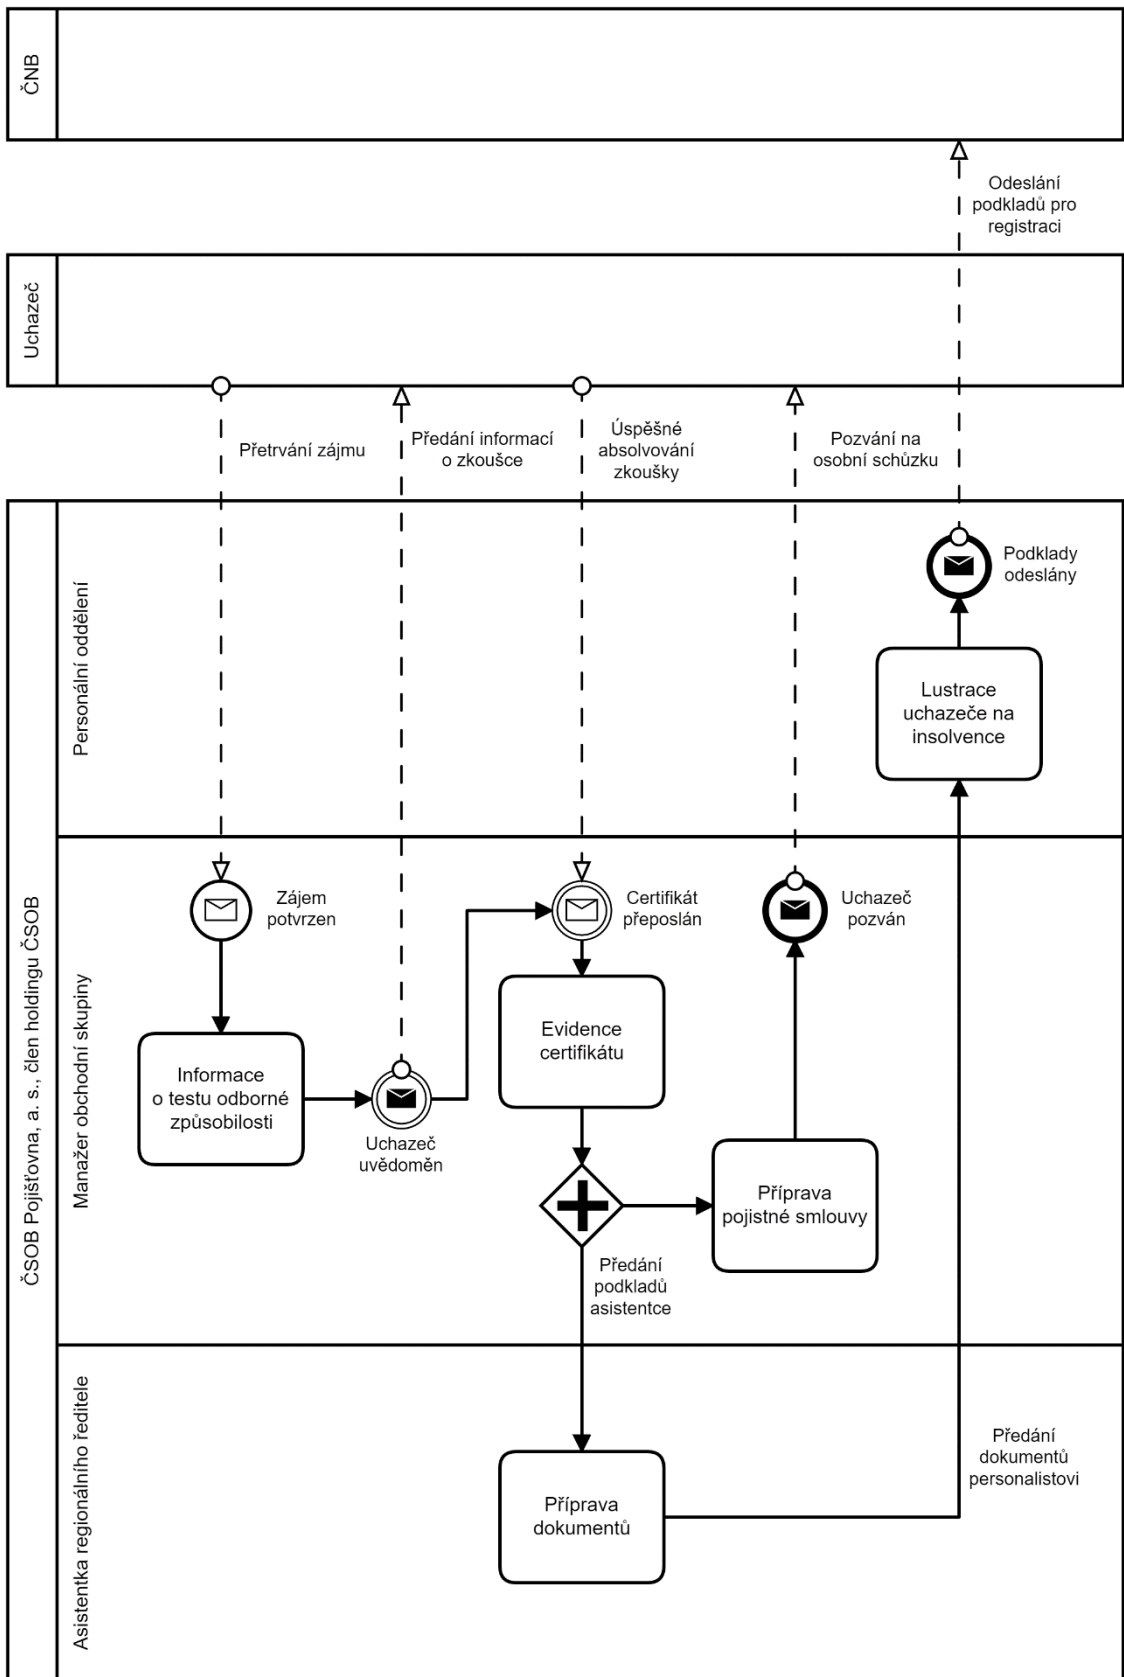 ČNB
Odeslání
podkladů pro
registraci
Uchazeč
Přetrvání zájmu
Předání informací
o zkoušce
Úspěšné
absolvování
zkoušky
Pozvání na
osobní schůzku
ČSOB Pojišťovna, a. s., člen holdingu ČSOB
Personální oddělení
Podklady
odeslány
Lustrace
uchazeče na
insolvence
Manažer obchodní skupiny
Zájem
potvrzen
Certifikát
přeposlán
Uchazeč
pozván
Informace
o testu odborné
způsobilosti
Uchazeč
uvědoměn
Evidence
certifikátu
Příprava
pojistné smlouvy
Předání
podkladů
asistentce
Asistentka regionálního ředitele
Příprava
dokumentů
Předání
dokumentů
personalistovi